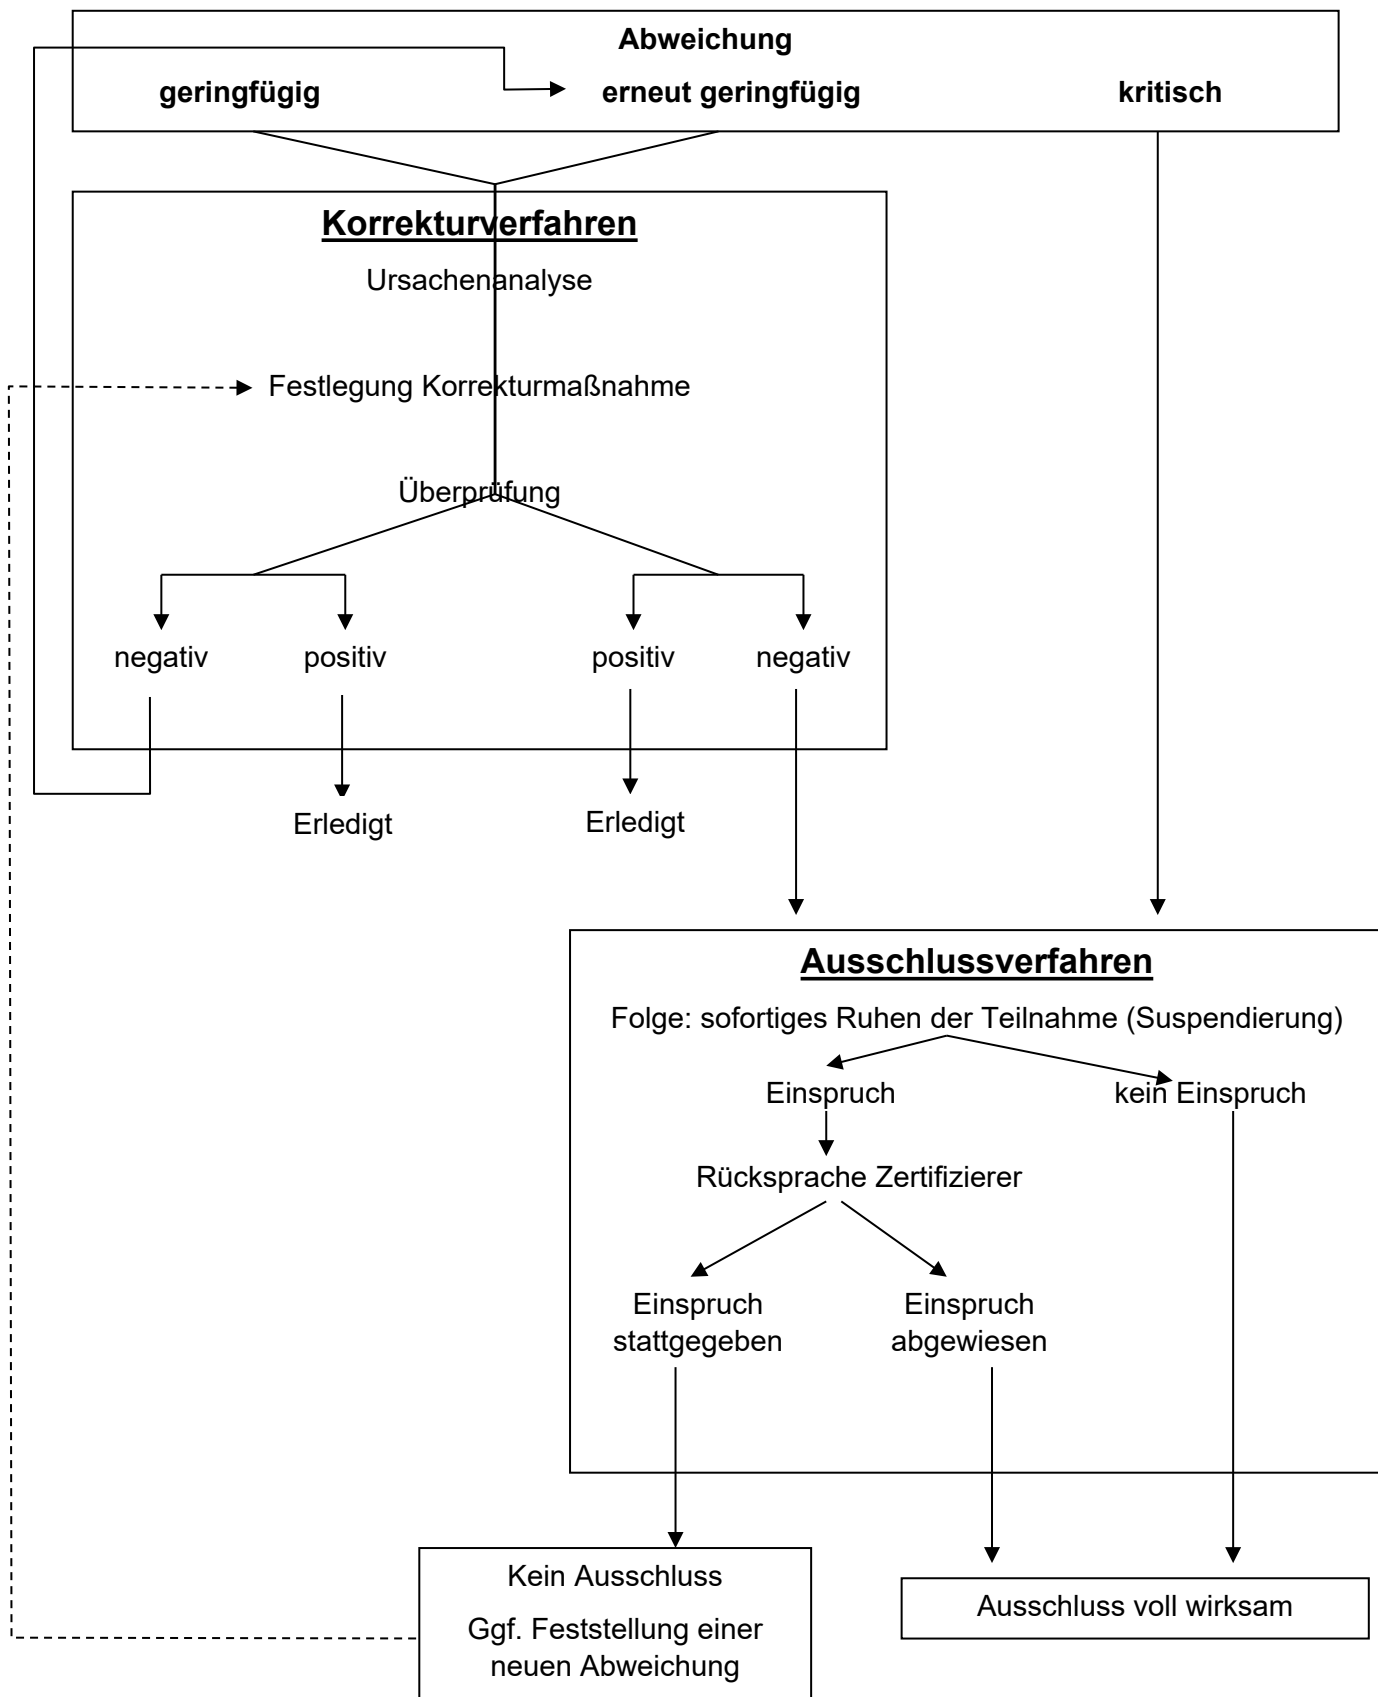 Abweichung
geringfügig erneut geringfügig kritisch
Korrekturverfahren
Ursachenanalyse
Festlegung Korrekturmaßnahme
Überprüfung
negativ positiv positiv negativ
Erledigt Erledigt
Ausschlussverfahren
Folge: sofortiges Ruhen der Teilnahme (Suspendierung)
Einspruch kein Einspruch
Rücksprache Zertifizierer
Einspruch
stattgegeben
Einspruch
abgewiesen
Kein Ausschluss
Ggf. Feststellung einer
neuen Abweichung
Ausschluss voll wirksam